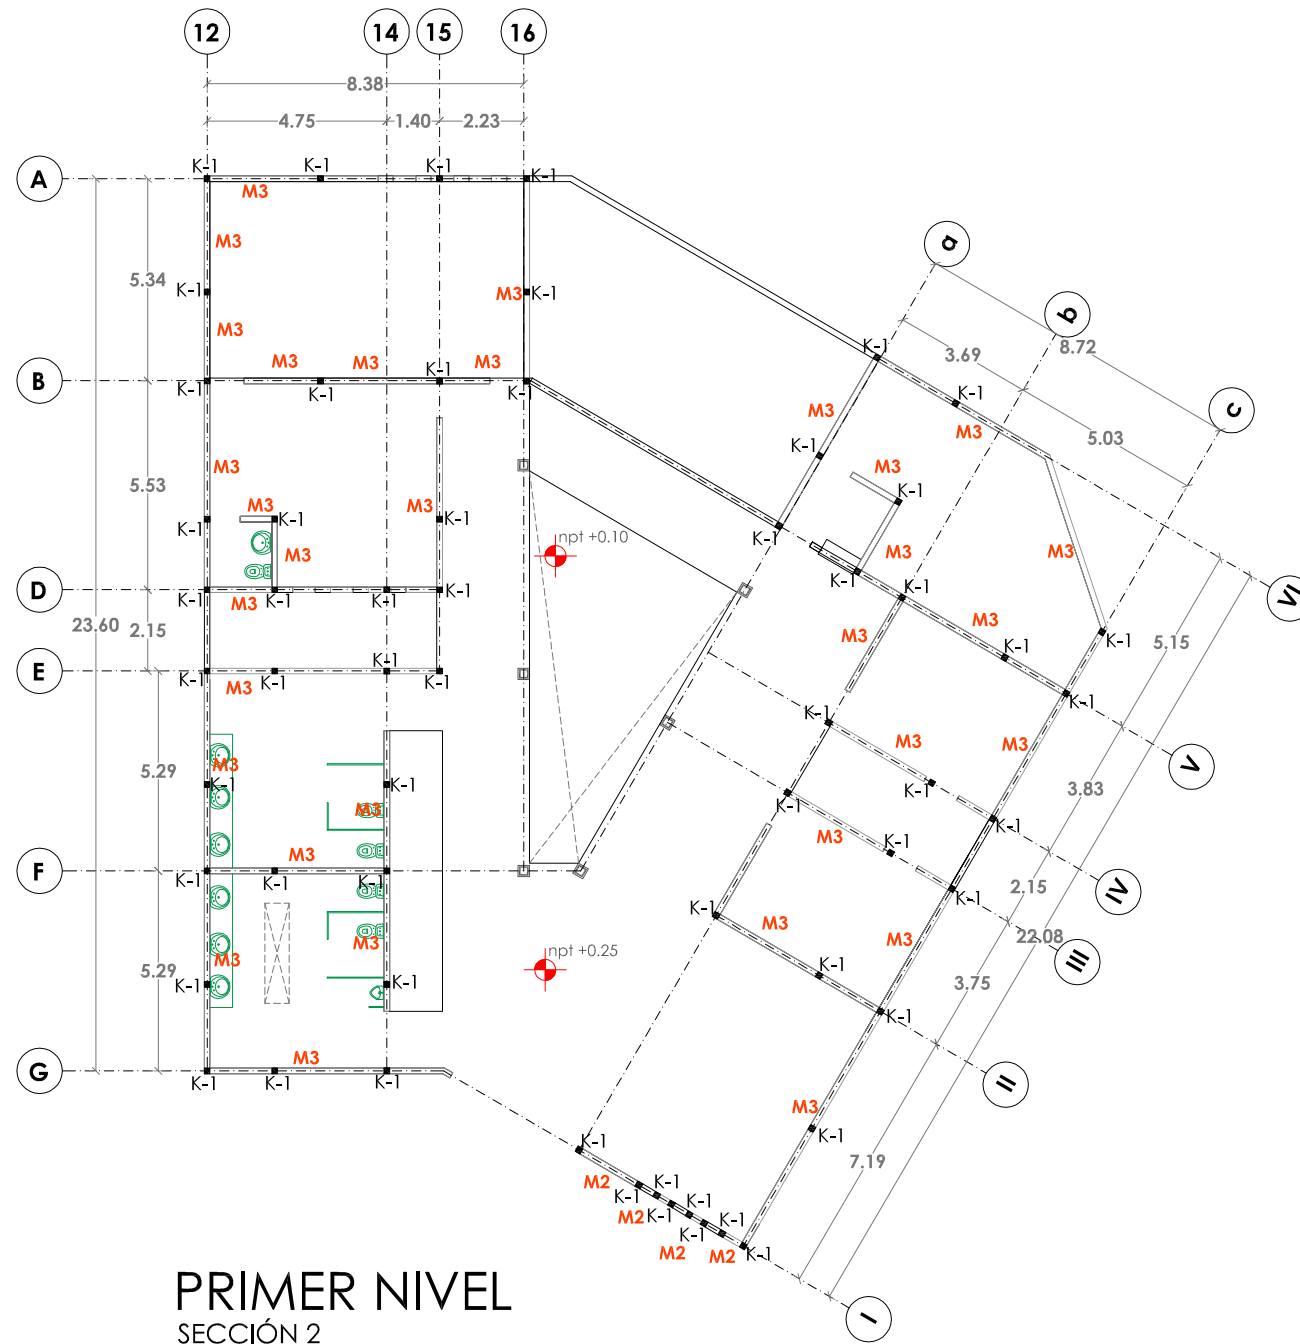 12 14 15 16
8.38
4.75 1.40 2.23
A K-1 K-1 K-1 K-1
M3
M3
a
5.34
K-1 M3 K-1
b
M3
3.69 8.72
K-1
M3 M3 M3
B K-1 K-1 K-1 K-1
K-1
c
M3
M3
5.03
K-1
M3
M3
5.53
M3 M3
K-1
K-1 K-1 K-1
K-1
npt +0.10
M3
M3
M3
K-1
D K-1 M3 K-1 K-1 K-1
K-1
VI
23.60 2.15
M3
K-1
5.15
M3
E K-1 M3 K-1 K-1 K-1
K-1
K-1
M3
V
5.29
M3
M3
K-1 K-1
K-1
K-1
3.83
M3
M3
K-1
K-1
M3
F K-1 K-1 K-1
IV
K-1
2.15
K-1
M3
M3
M3
22.08
III
npt +0.25
M3
5.29
K-1 K-1
K-1
3.75
K-1
M3
G K-1 K-1 K-1
II
M3
K-1
K-1
7.19
M2
K-1 K-1
M2 K-1 K-1
K-1 K-1
M2 M2 K-1
I
PRIMER NIVEL
SECCIÓN 2